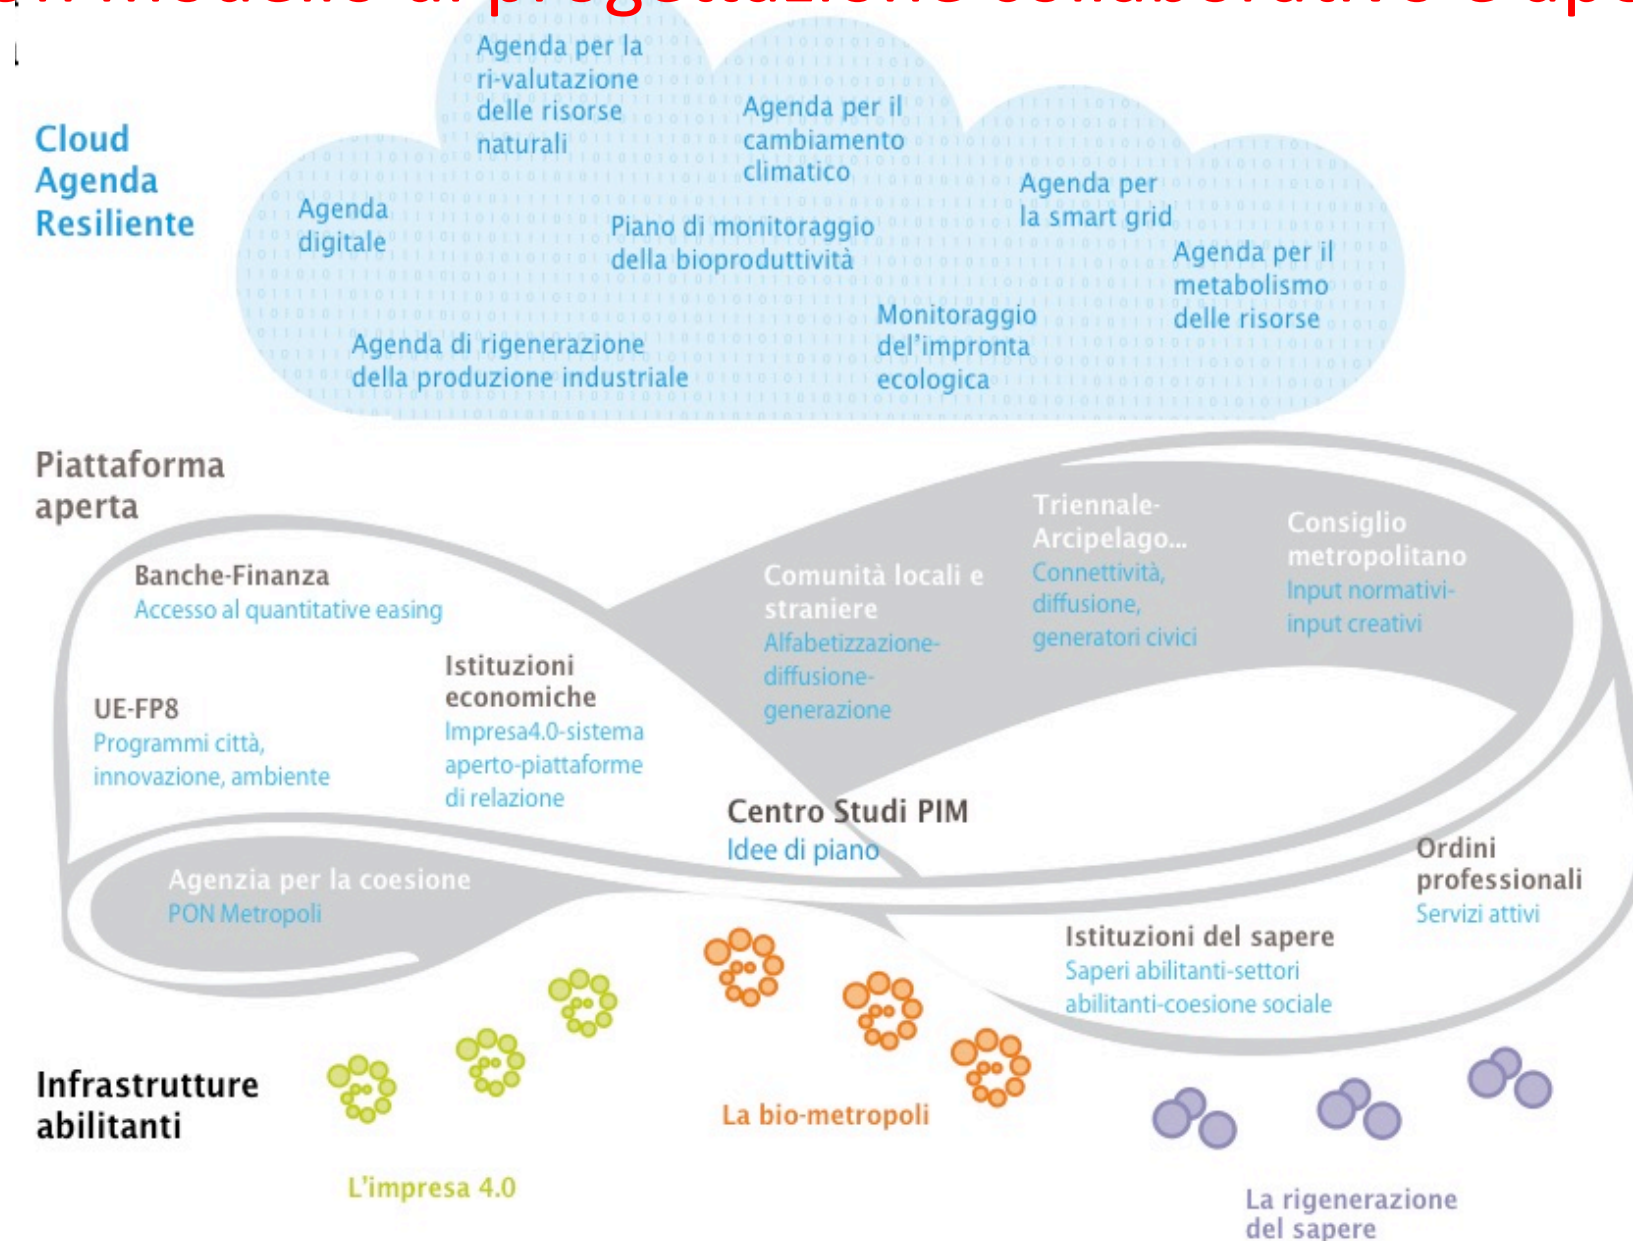 modello di progettazione collaborativo e
Agenda per la
ri-valutazione
delle risorse
naturali
Agenda per il
cambiamento
climatico
Cloud
Agenda
Resiliente
Agenda per
la smart grid
Agenda
digitale
Piano di monitoraggio
della bioproduttività
Agenda per il
metabolismo
delle risorse
Monitoraggio
del'impronta
ecologica
Agenda di rigenerazione
della produzione industriale
Piattaforma
aperta
Triennale-
Arcipelago...
Connettività,
diffusione,
generatori civici
Consiglio
metropolitano
Input normativi-
input creativi
Banche-Finanza
Accesso al quantitative easing
Comunità locali e
straniere
Alfabetizzazione-
diffusione-
generazione
Istituzioni
economiche
Impresa4.0-sistema
aperto-piattaforme
di relazione
UE-FP8
Programmi città,
innovazione, ambiente
Centro Studi PIM
Idee di piano
Ordini
professionali
Servizi attivi
Agenzia per la coesione
PON Metropoli
Istituzioni del sapere
Saperi abilitanti-settori
abilitanti-coesione sociale
Infrastrutture
abilitanti
La bio-metropoli
L'impresa 4.0
La rigenerazione
del sapere